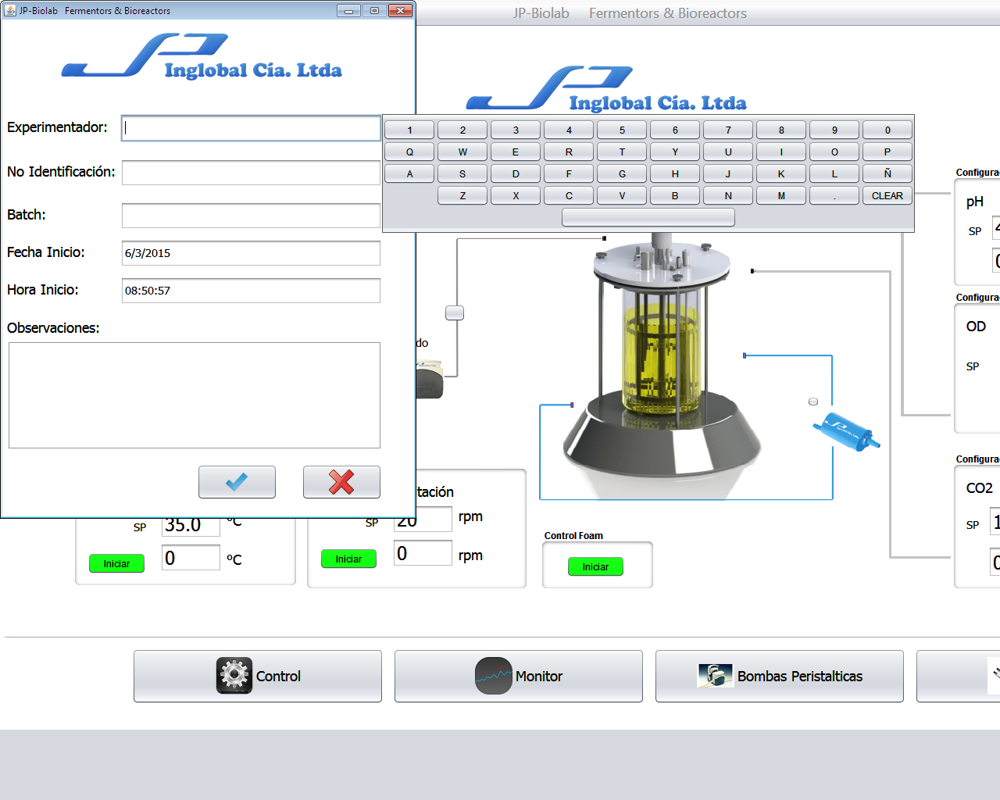 JP-Biolab Fermentors & Bioreactors
JP-Biolab Fermentors & Bioreactors
Inglobal Cía. Ltda
Inglobal Cía. Ltda
Experimentador:
1 2 3 4 5 6 7 8 9 0
Q W E R T Y U I O P
A S D F G H J K L Ñ
Z X C V B N M . CLEAR
No Identificación:
Batch:
Fecha Inicio: 6/3/2015
Hora Inicio: 08:50:57
Observaciones:
do
Configura
pH
SP 4
0
Configura
OD
SP
Configura
CO2
SP 1
0
SP 35.0 ºC
Iniciar 0 ºC
tación
SP 20 rpm
Iniciar 0 rpm
Control Foam
Iniciar
Control
Monitor
Bombas Peristalticas